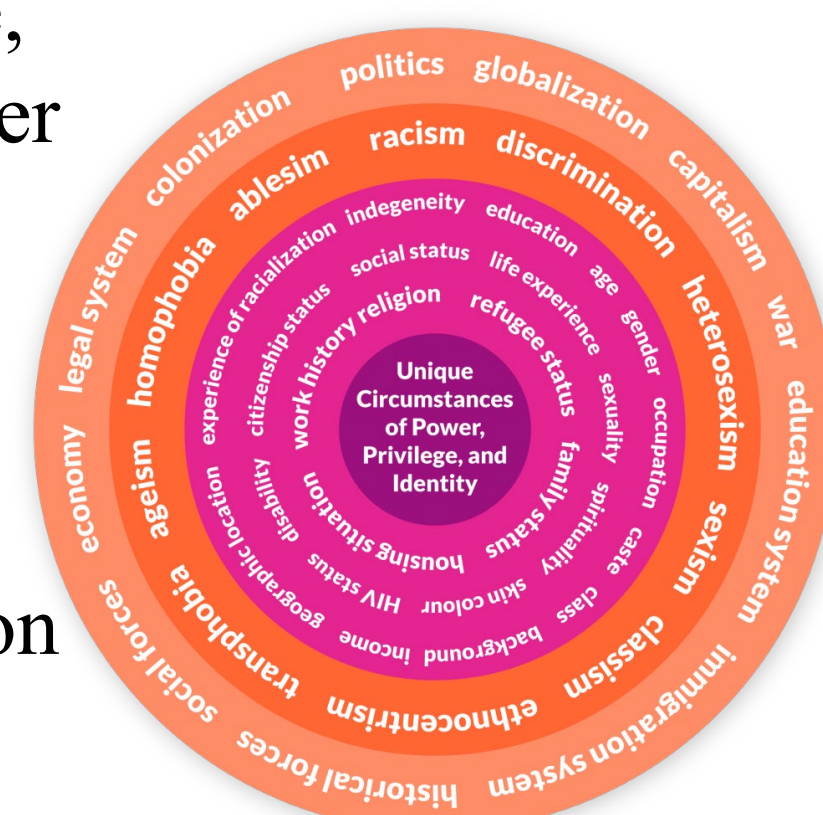 ,
er
on
politics globalization capitalism war education system immigration system historical forces social forces economy legal system colonization
racism discrimination heterosexism sexism classism ethnocentrism transphobia ageism homophobia ablesim
indegeneity education age gender occupation caste class background income geographic location experience of racialization
social status life experience sexuality spirituality skin colour HIV status disability citizenship status
religion refugee status family status housing situation work history
Unique
Circumstances
of Power,
Privilege, and
Identity